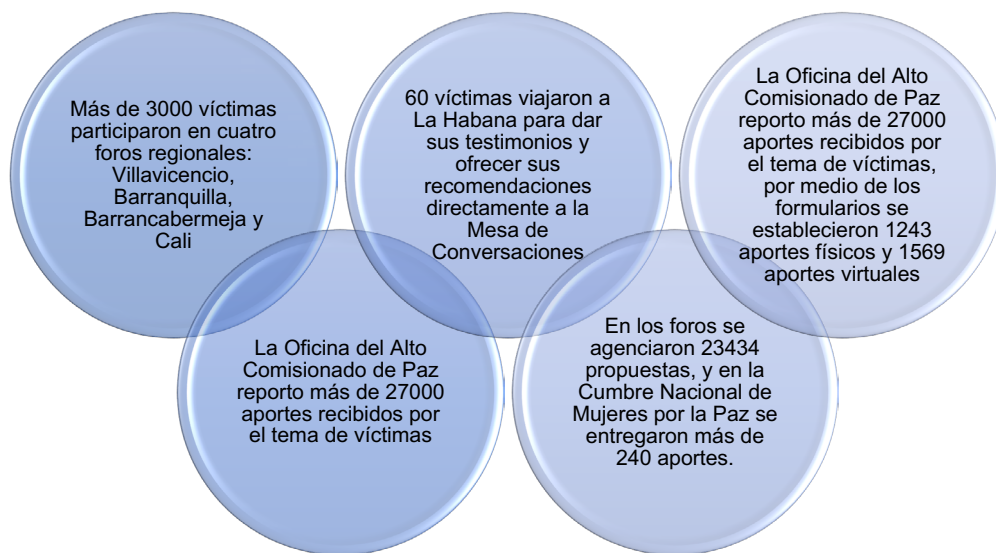 Más de 3000 víctimas
participaron en cuatro
foros regionales:
Villavicencio,
Barranquilla,
Barrancabermeja y
Cali
La Oficina del Alto
Comisionado de Paz
reporto más de 27000
aportes recibidos por
el tema de víctimas
60 víctimas viajaron a
La Habana para dar
sus testimonios y
ofrecer sus
recomendaciones
directamente a la
Mesa de
Conversaciones
En los foros se
agenciaron 23434
propuestas, y en la
Cumbre Nacional de
Mujeres por la Paz se
entregaron más de
240 aportes.
La Oficina del Alto
Comisionado de Paz
reporto más de 27000
aportes recibidos por
el tema de víctimas,
por medio de los
formularios se
establecieron 1243
aportes físicos y 1569
aportes virtuales